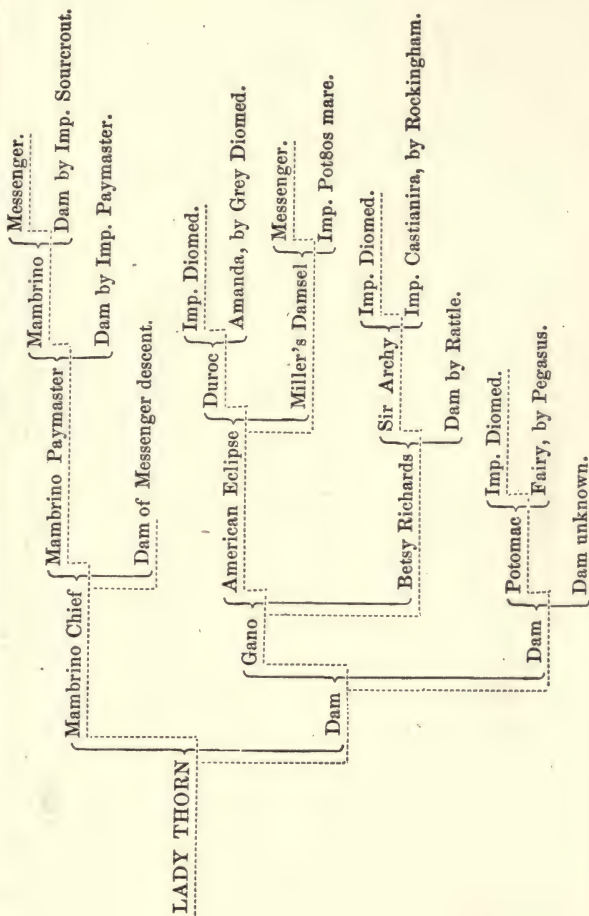 Messenger.
Mambrino
Dam by Imp. Sourcrout.
Mambrino Paymaster
Dam by Imp. Paymaster.
Mambrino Chief
Dam of Messenger descent.
LADY THORN
Imp. Diomed.
Duroc
Amanda, by Grey Diomed.
American Eclipse
Messenger.
Miller's Damsel
Imp. Pot8os mare.
Gano
Imp. Diomed.
Sir Archy
Imp. Castianira, by Rockingham.
Betsy Richards
Dam by Rattle.
Dam
Imp. Diomed.
Potomac
Fairy, by Pegasus.
Dam
Dam unknown.